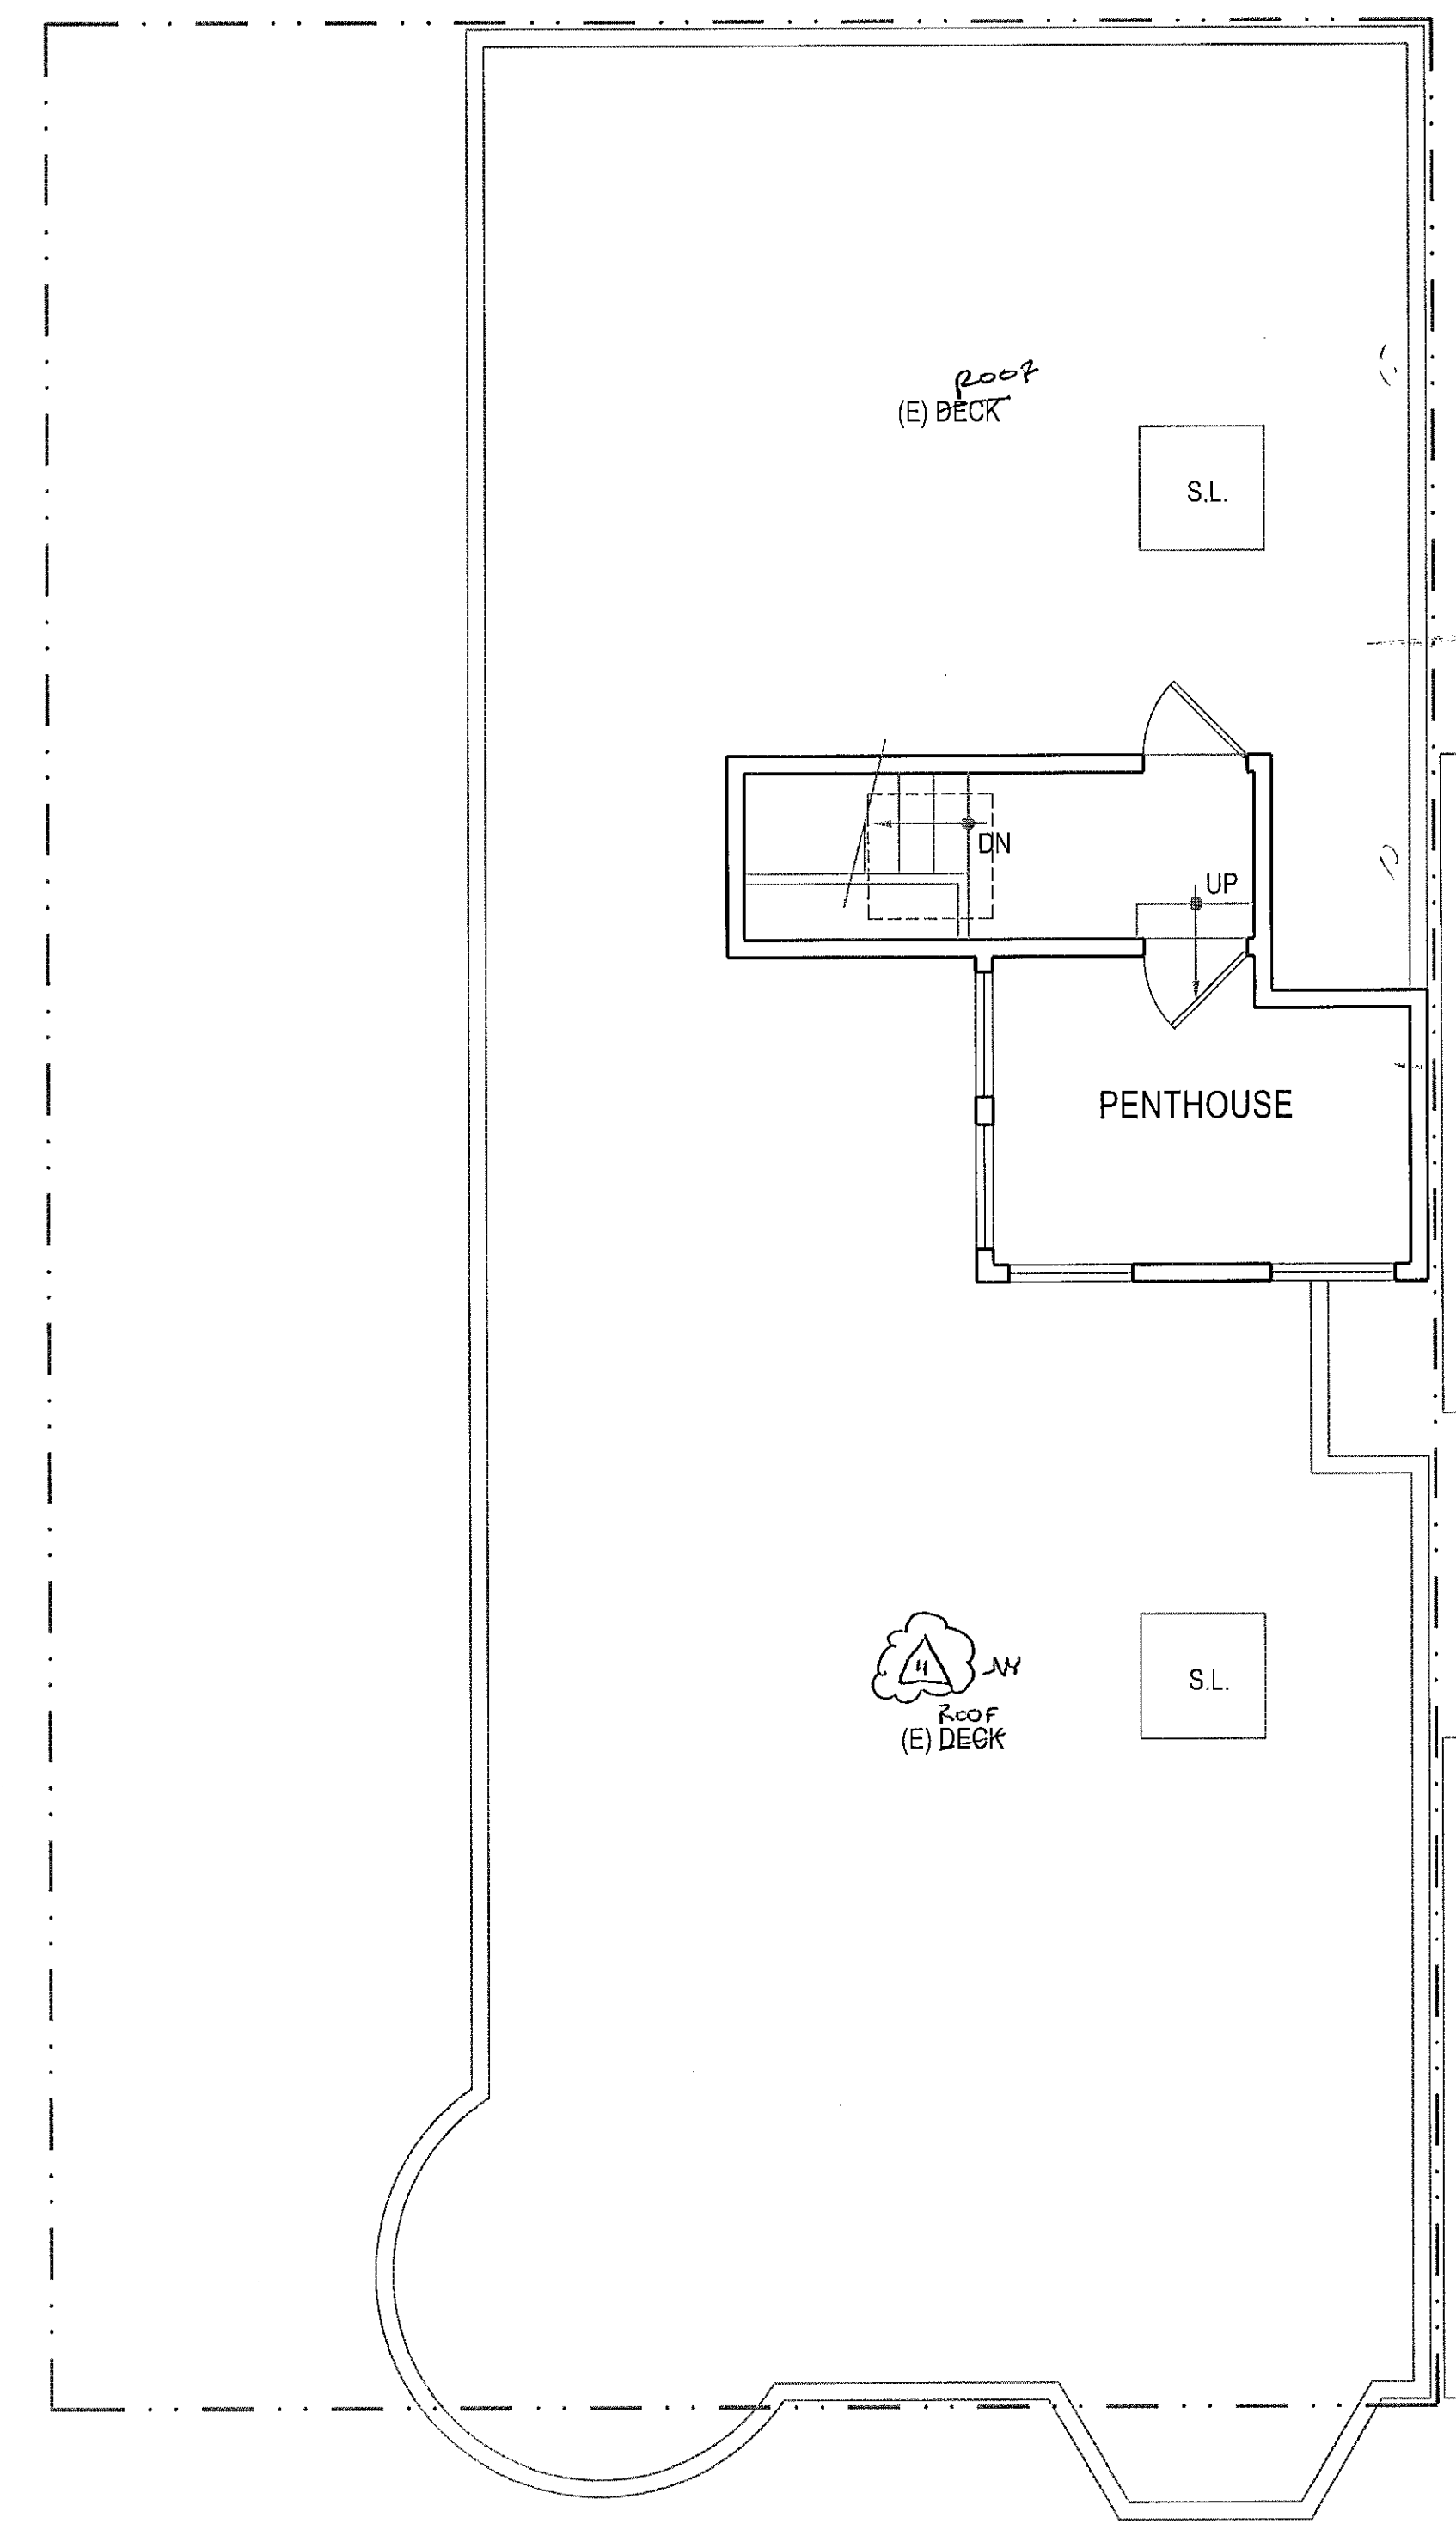 ROOF
(E) DECK
S.L.
DN
UP
PENTHOUSE
11
ROOF
(E) DECK
S.L.